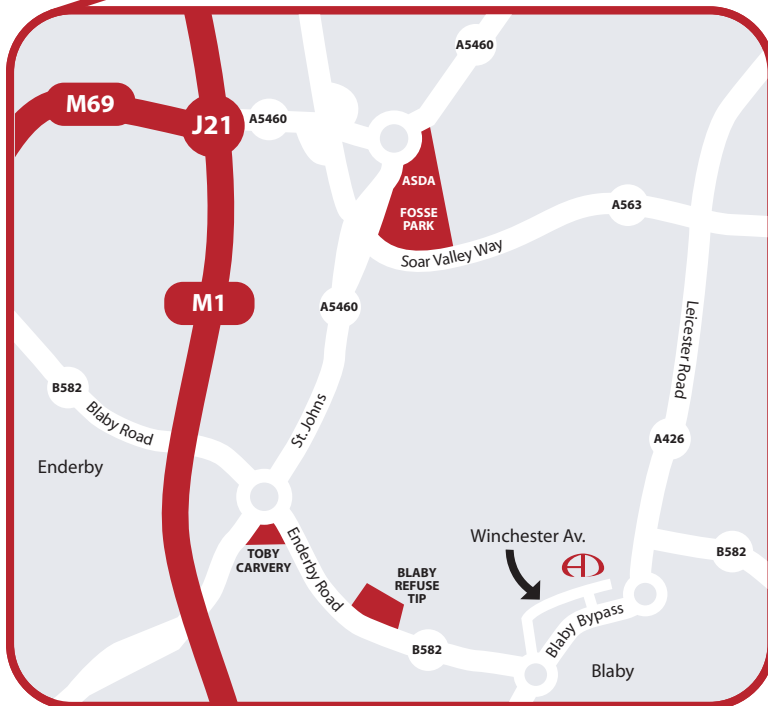 A5460
M69
J21
A5460
ASDA
FOSSE
PARK
A563
Soar Valley Way
M1
A5460
Leicester Road
B582
Blaby Road
St. Johns
A426
Enderby
Winchester Av.
TOBY
CARVERY
Enderby Road
BLABY
REFUSE
TIP
B582
Blaby Bypass
B582
Blaby